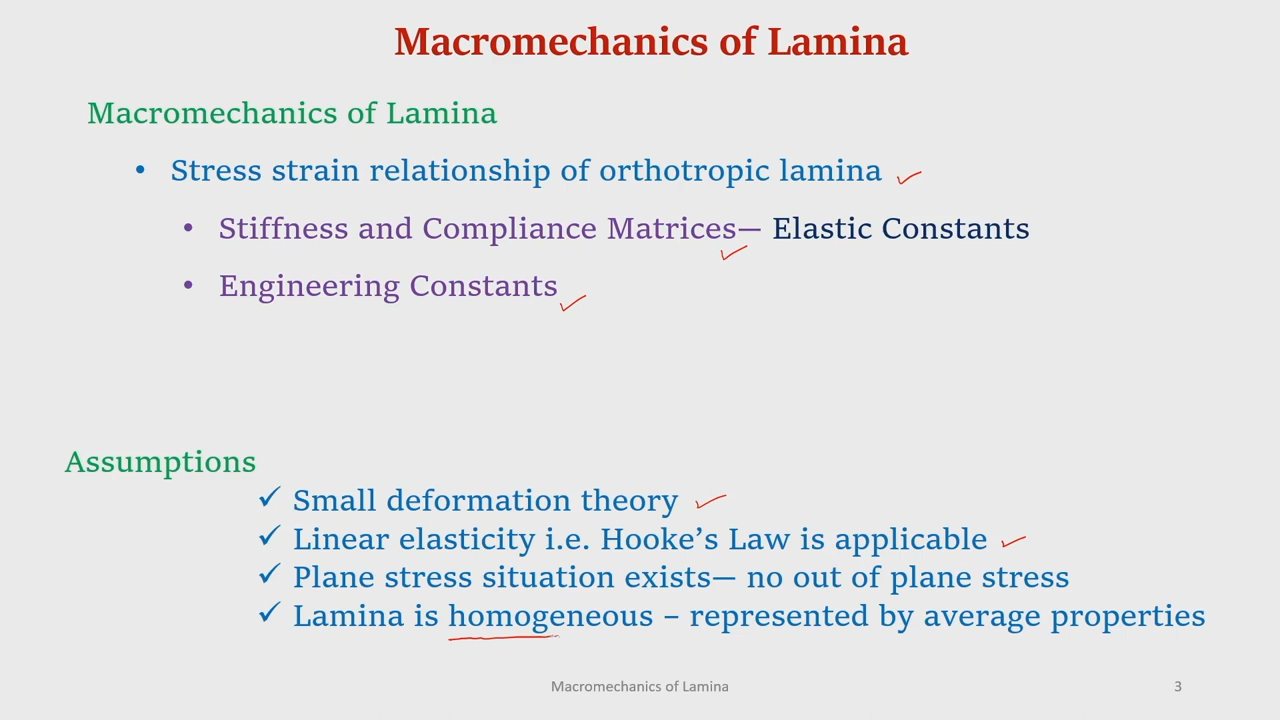 Macromechanics of Lamina
Macromechanics of Lamina
• Stress strain relationship of orthotropic lamina
• Stiffness and Compliance Matrices— Elastic Constants
• Engineering Constants
Assumptions
✓ Small deformation theory
✓ Linear elasticity i.e. Hooke’s Law is applicable
✓ Plane stress situation exists— no out of plane stress
✓ Lamina is homogeneous – represented by average properties
Macromechanics of Lamina
3